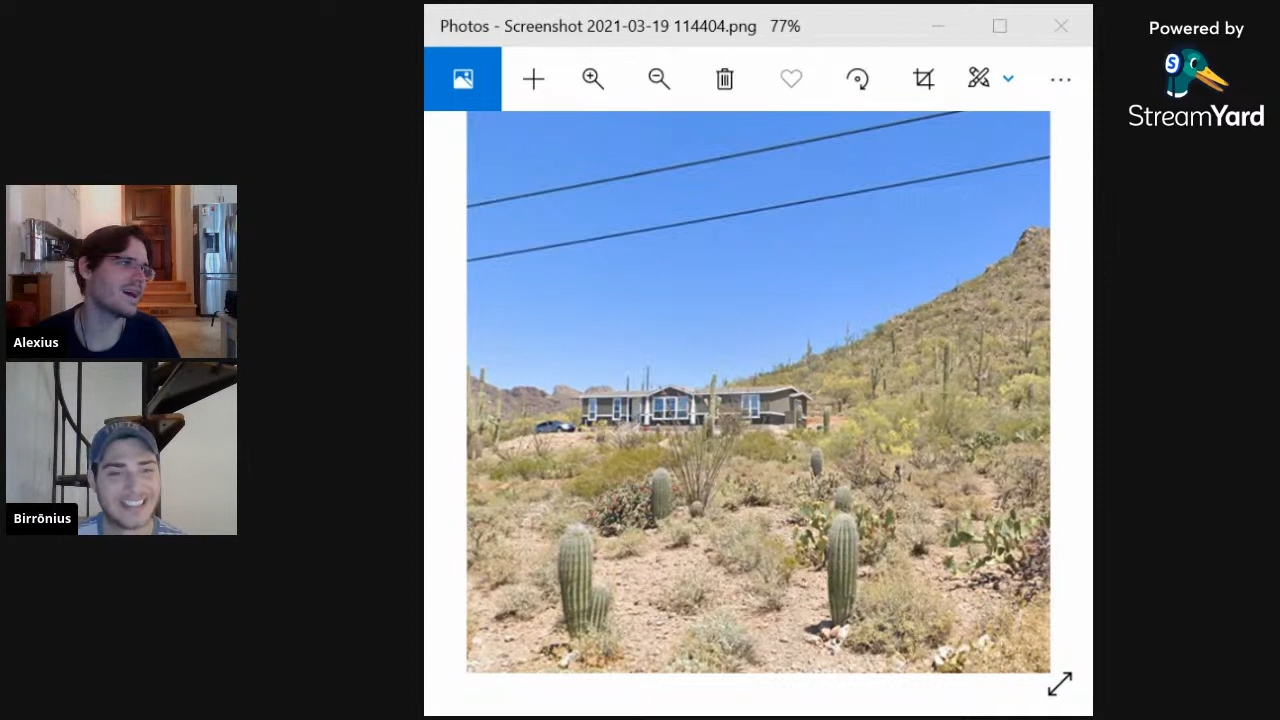 Photos - Screenshot 2021-03-19 114404.png 77%
Powered by
S
StreamYard
Alexius
Birrōnius